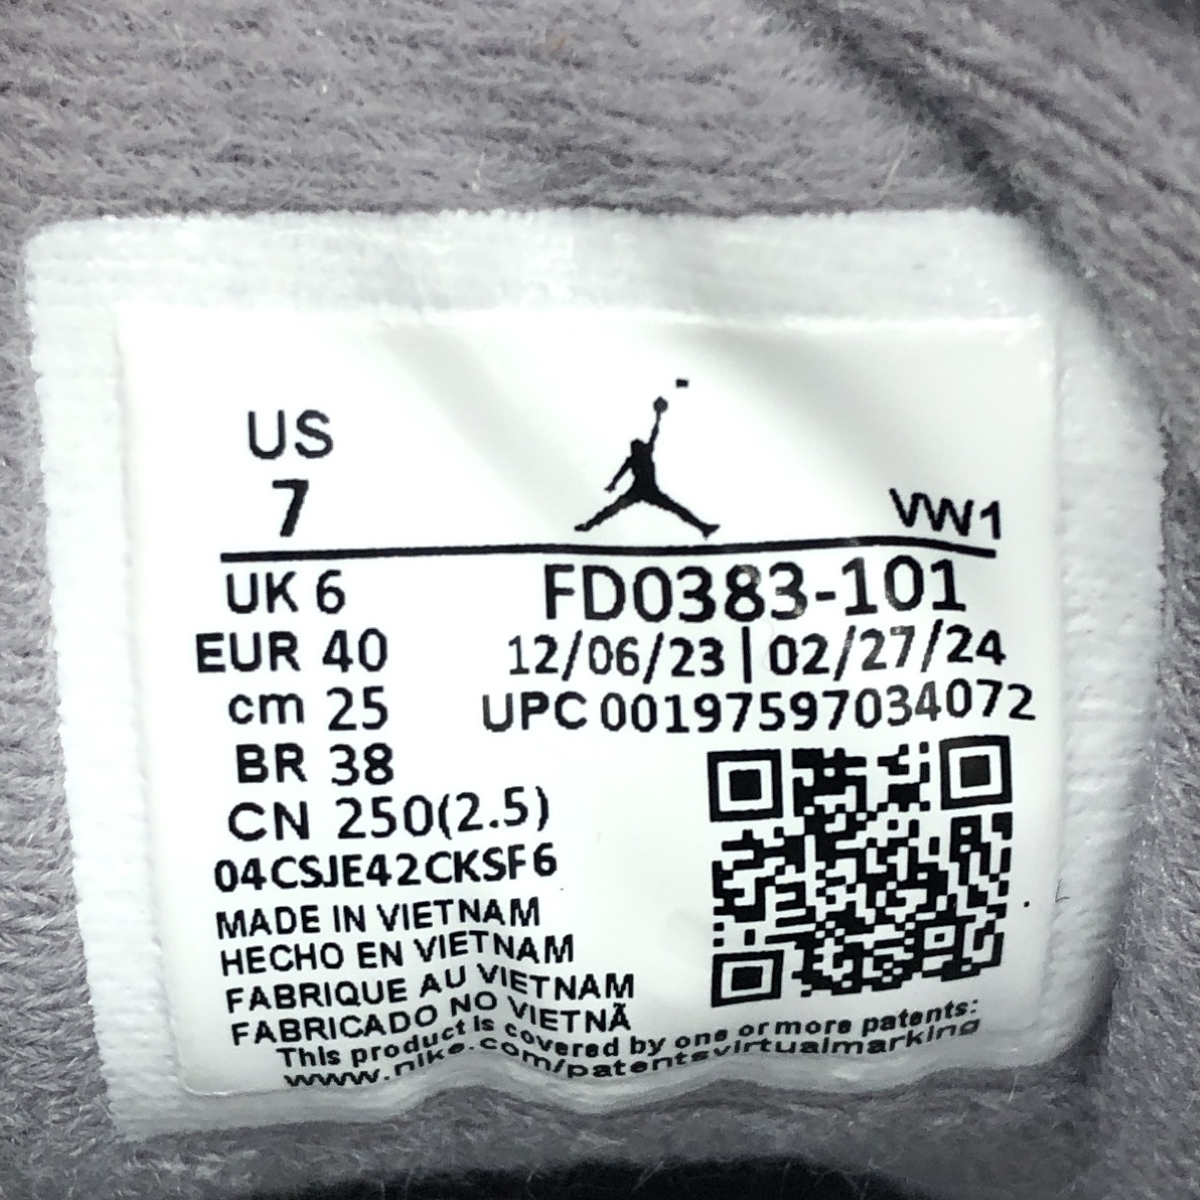 US
7
VW1
UK 6
FD0383-101
EUR 40
12/06/23 | 02/27/24
cm 25
UPC 00197597034072
BR 38
CN 250(2.5)
04CSJE42CKSF6
MADE IN VIETNAM
HECHO EN VIETNAM
FABRIQUE AU VIETNAM
FABRICADO NO VIETNÃ
This product is covered by one or more patents:
www.nike.com/patentsvirtualmarking